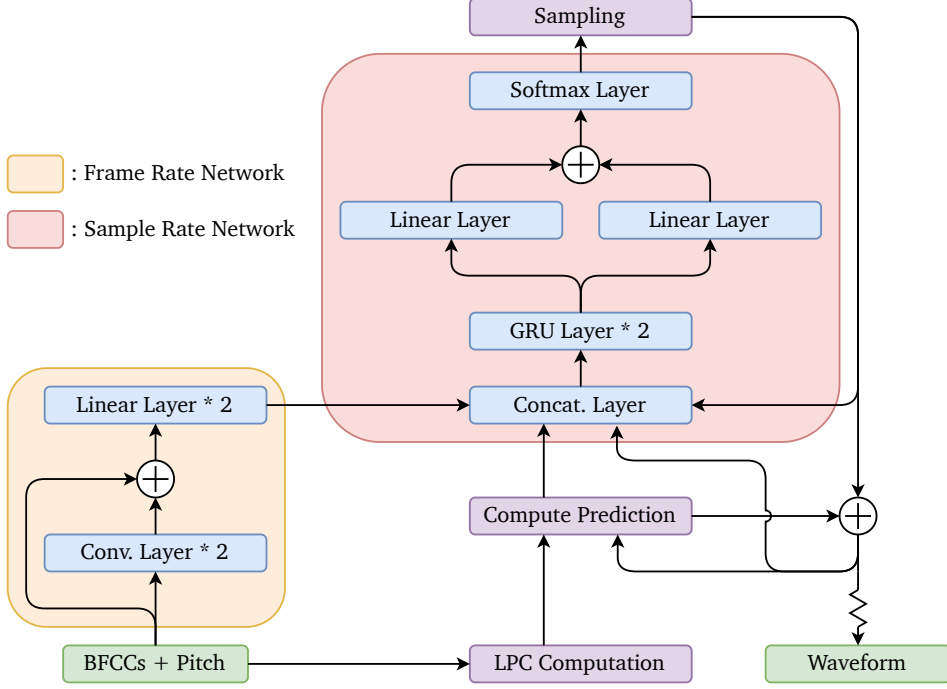 Sampling
Softmax Layer
: Frame Rate Network
: Sample Rate Network
Linear Layer
Linear Layer
GRU Layer * 2
Linear Layer * 2
Concat. Layer
Compute Prediction
Conv. Layer * 2
BFCCs + Pitch
LPC Computation
Waveform